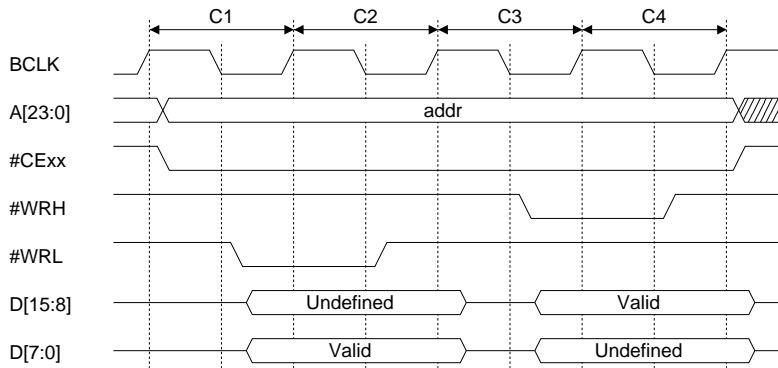 C1 C2 C3 C4
BCLK
A[23:0] addr
#CExx
#WRH
#WRL
D[15:8] Undefined Valid
D[7:0] Valid Undefined